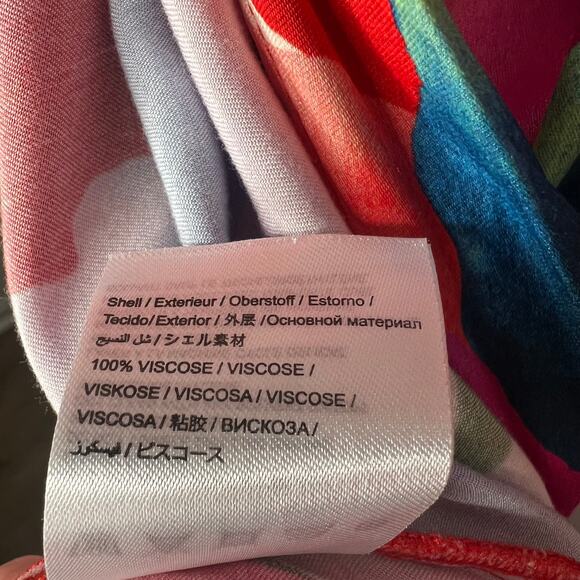 Shell / Exterieur / Oberstoff / Estorno /
Tecido/Exterior / 外层 /Основной материал
شل النسيج / シェル素材
100% VISCOSE / VISCOSE /
VISKOSE / VISCOSA / VISCOSE /
VISCOSA / 粘胶 / ВИСКОЗА /
فيسكوز / ビスコース